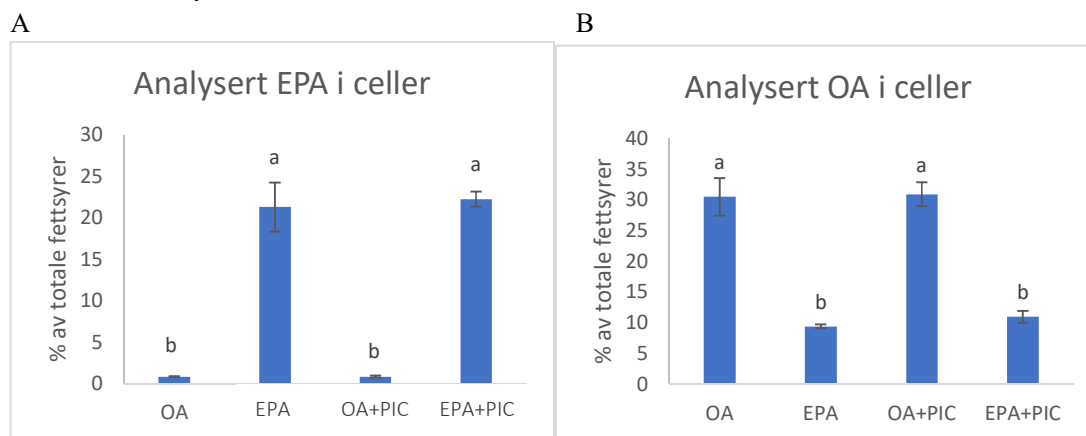 A
B
Analysert EPA i celler
% av totale fettsyrer
30
25
20
15
10
5
0
b
a
b
a
OA
EPA
OA+PIC
EPA+PIC
Analysert OA i celler
% av totale fettsyrer
40
35
30
25
20
15
10
5
0
a
b
a
b
OA
EPA
OA+PIC
EPA+PIC